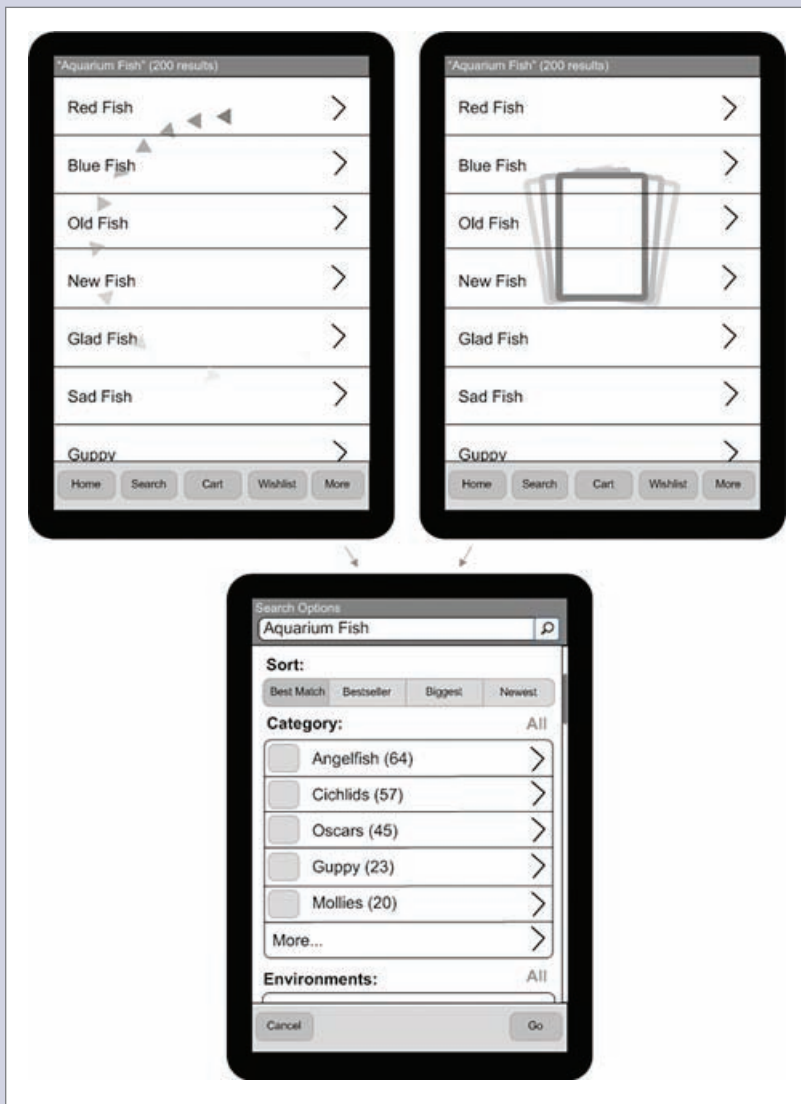 "Aquarium Fish" (200 results)
Red Fish
Blue Fish
Old Fish
New Fish
Glad Fish
Sad Fish
Guppy
Home Search Cart Wishlist More
"Aquarium Fish" (200 results)
Red Fish
Blue Fish
Old Fish
New Fish
Glad Fish
Sad Fish
Guppy
Home Search Cart Wishlist More
Search Options
Aquarium Fish
Sort:
Best Match Bestseller Biggest Newest
Category: All
Angelfish (64)
Cichlids (57)
Oscars (45)
Guppy (23)
Mollies (20)
More...
Environments: All
Cancel Go